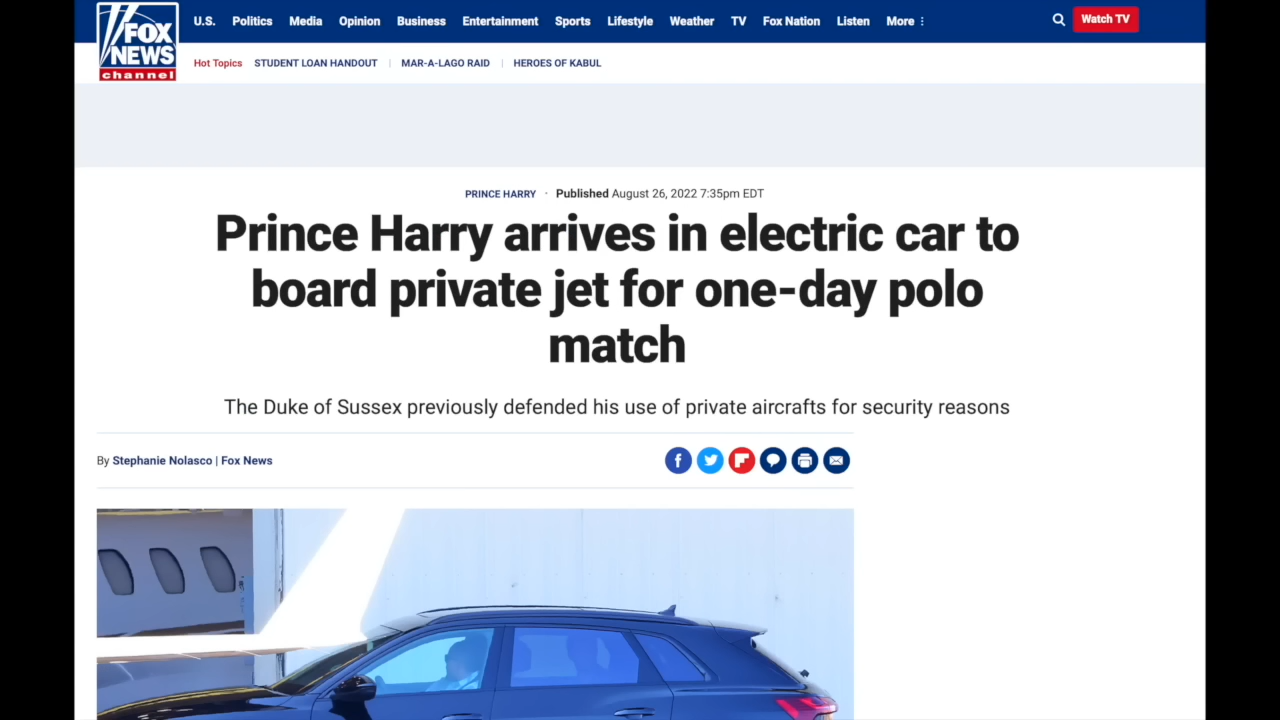 FOX
NEWS
channel
U.S. Politics Media Opinion Business Entertainment Sports Lifestyle Weather TV Fox Nation Listen More Watch TV
Hot Topics STUDENT LOAN HANDOUT MAR-A-LAGO RAID HEROES OF KABUL
PRINCE HARRY · Published August 26, 2022 7:35pm EDT
Prince Harry arrives in electric car to
board private jet for one-day polo
match
The Duke of Sussex previously defended his use of private aircrafts for security reasons
By Stephanie Nolasco | Fox News